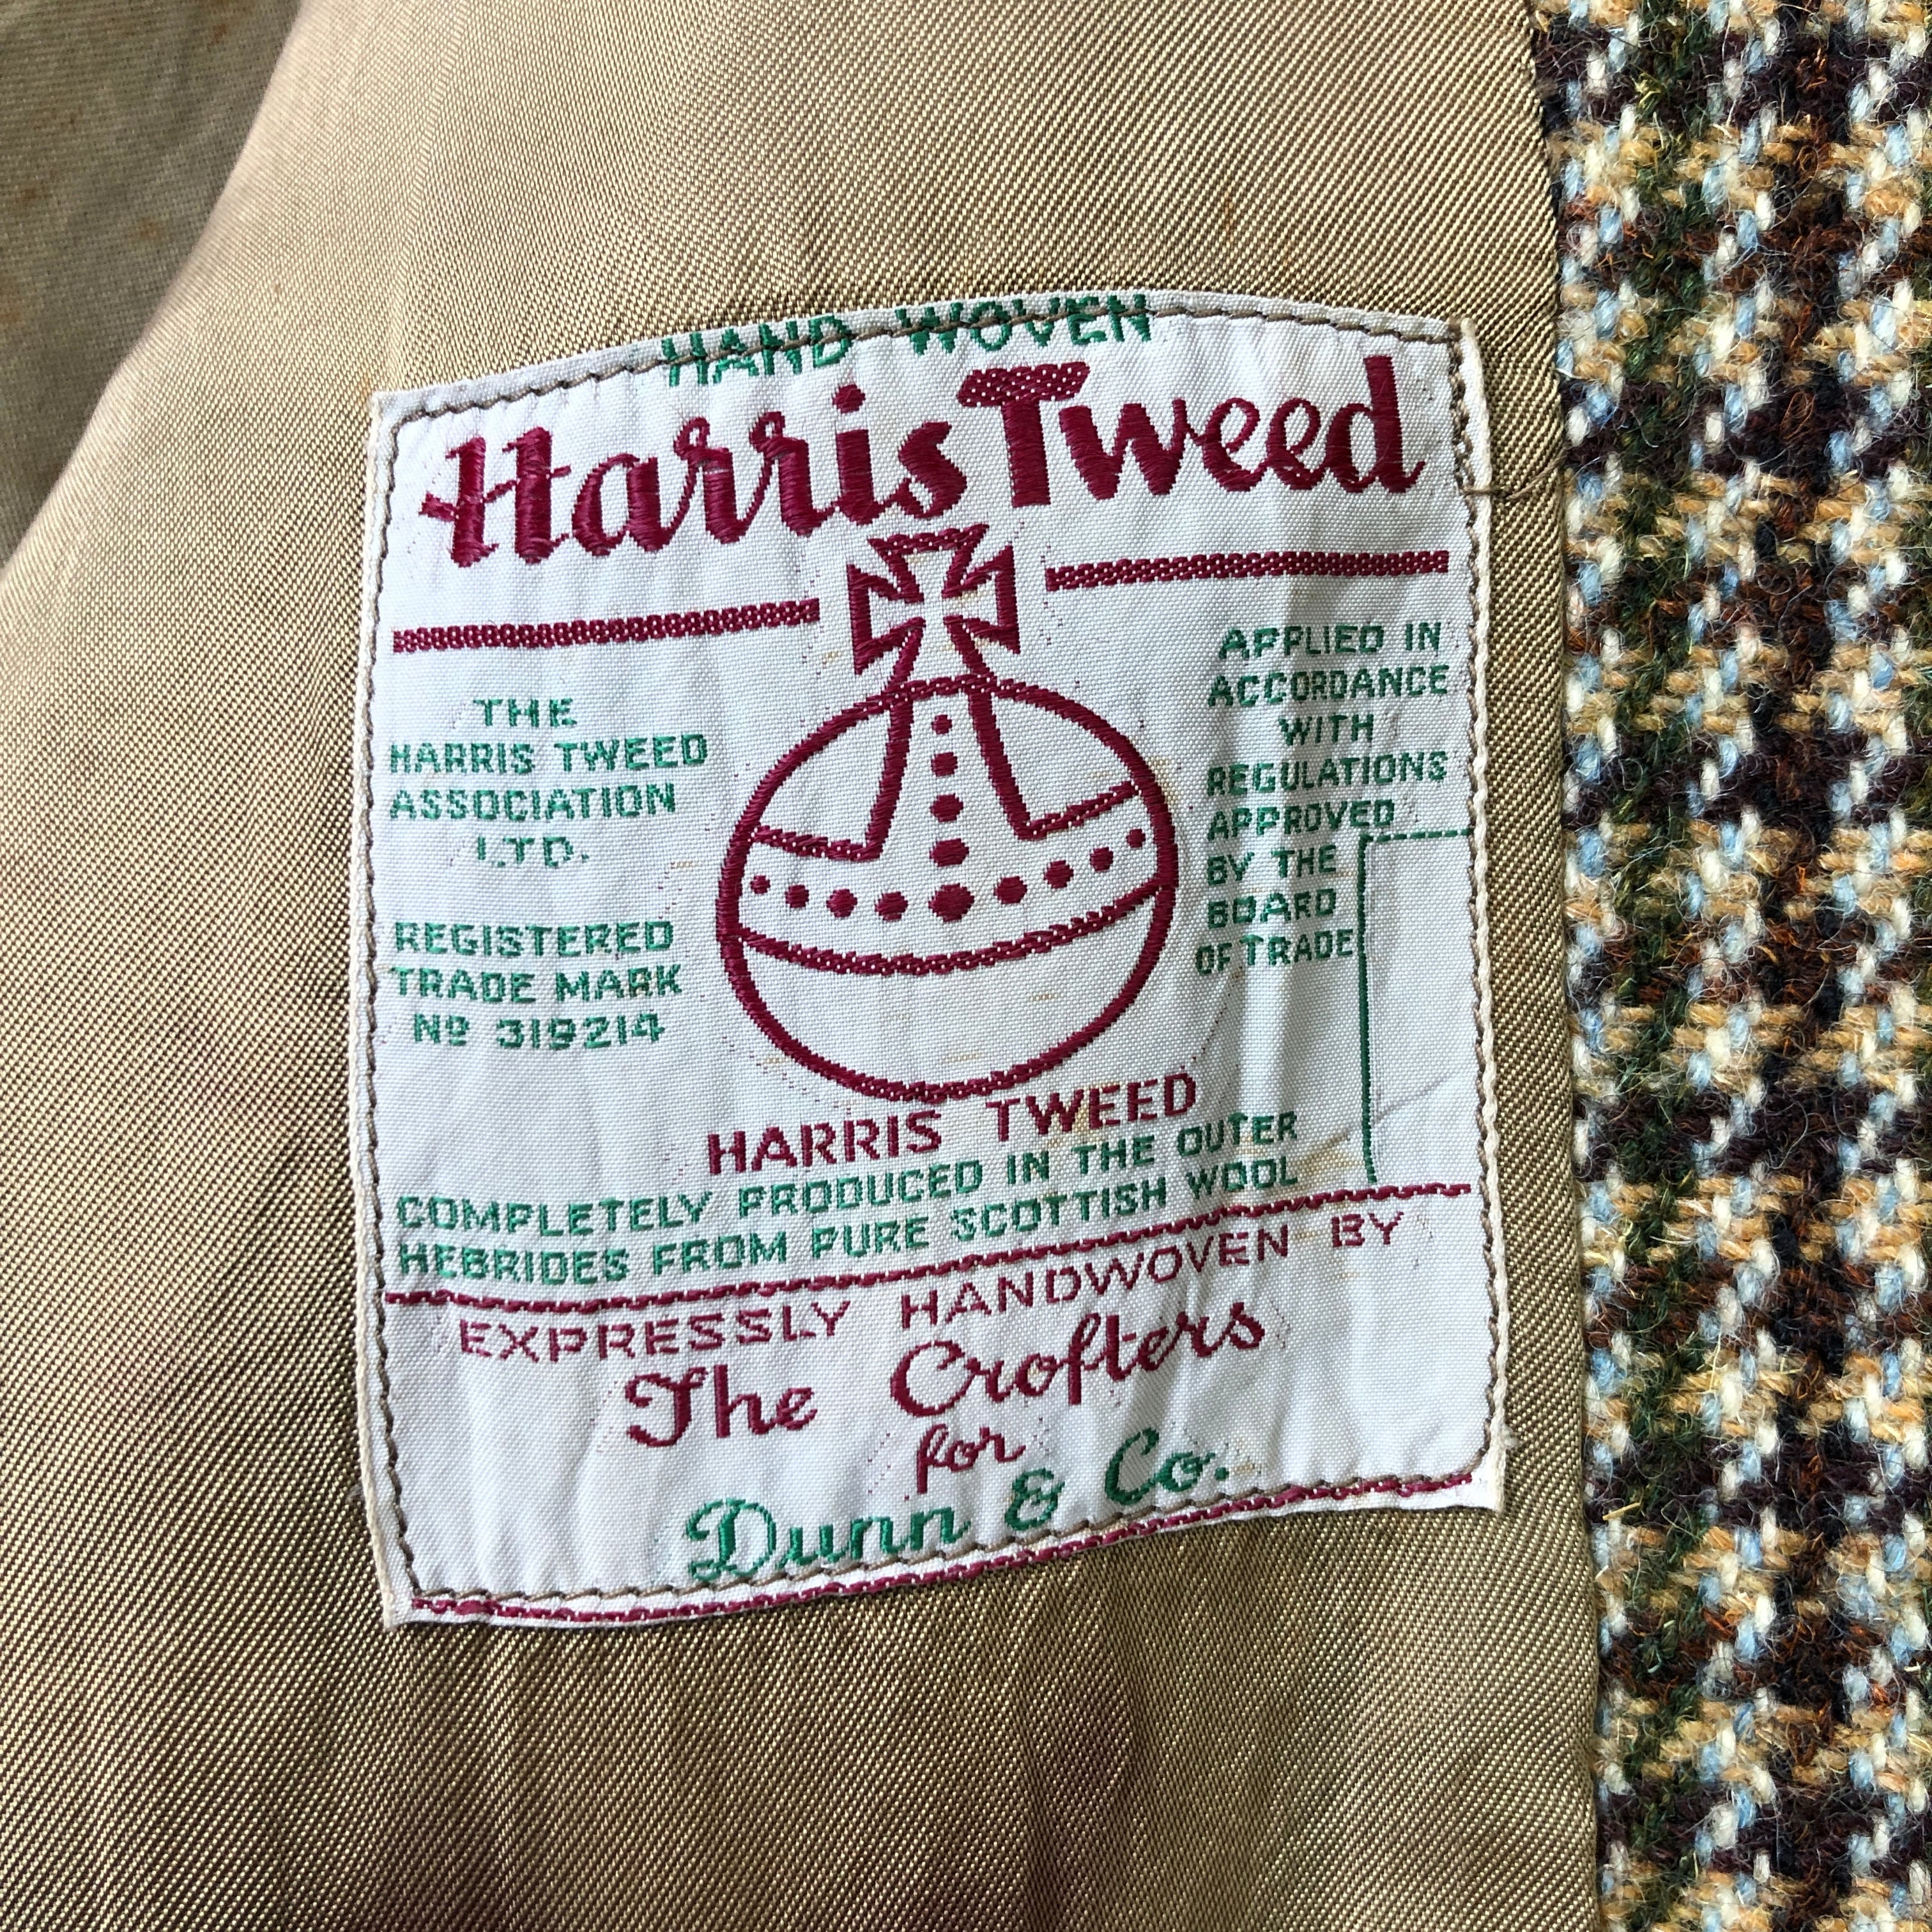 HAND WOVEN
Harris Tweed
THE
HARRIS TWEED
ASSOCIATION
LTD.
REGISTERED
TRADE MARK
Nº 319214
APPLIED IN
ACCORDANCE
WITH
REGULATIONS
APPROVED
BY THE
BOARD
OF TRADE
HARRIS TWEED
COMPLETELY PRODUCED IN THE OUTER
HEBRIDES FROM PURE SCOTTISH WOOL
EXPRESSLY HANDWOVEN BY
The Crofters
for
Dunn & Co.